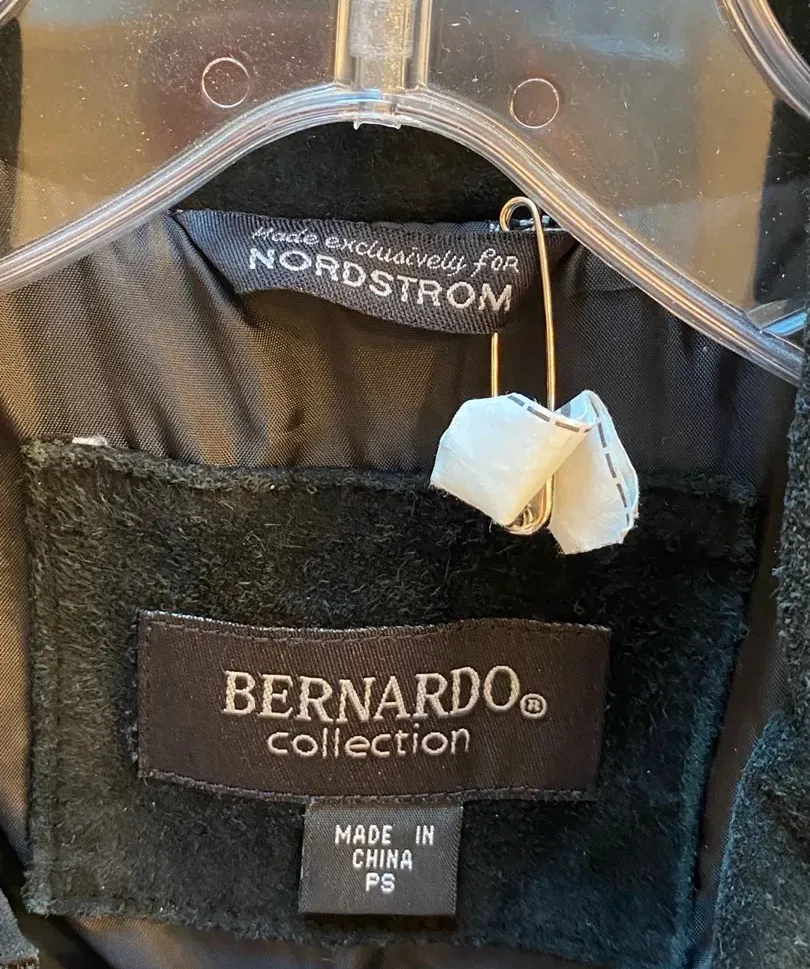 Made exclusively for
NORDSTROM
BERNARDO®
collection
MADE IN
CHINA
PS